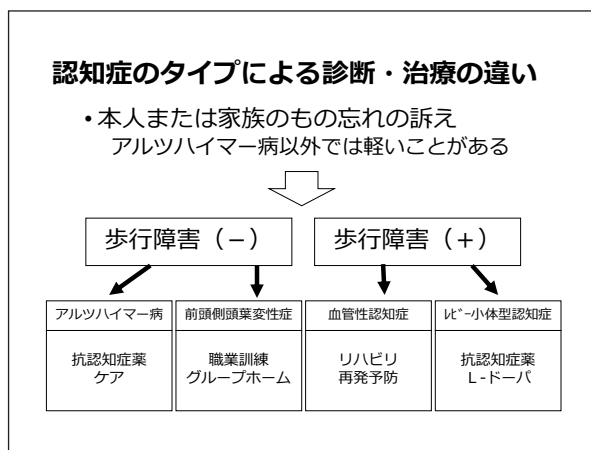 認知症のタイプによる診断・治療の違い
・本人または家族のもの忘れの訴え
アルツハイマー病以外では軽いことがある
歩行障害（－）
歩行障害（＋）
アルツハイマー病
抗認知症薬
ケア
前頭側頭葉変性症
職業訓練
グループホーム
血管性認知症
リハビリ
再発予防
ﾚﾋﾞｰ小体型認知症
抗認知症薬
Ｌ-ドーパ